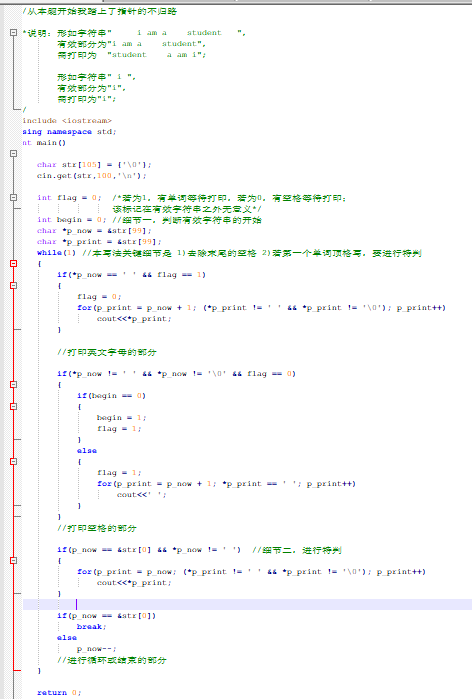 /从本题开始我踏上了指针的不归路
*说明: 形如字符串"     i am a    student   ",
有效部分为"i am a    student",
需打印为 "student    a am i";
形如字符串" i ",
有效部分为"i",
需打印为"i";
/
include <iostream>
sing namespace std;
nt main()
char str[105] = {'\0'};
cin.get(str,100,'\n');
int flag = 0;  /*若为1, 有单词等待打印, 若为0, 有空格等待打印;
该标记在有效字符串之外无意义*/
int begin = 0; //细节一, 判断有效字符串的开始
char *p_now = &str[99];
char *p_print = &str[99];
while(1) //本写法关键细节是 1)去除末尾的空格 2)若第一个单词顶格写, 要进行特判
{
if(*p_now == ' ' && flag == 1)
{
flag = 0;
for(p_print = p_now + 1; (*p_print != ' ' && *p_print != '\0'); p_print++)
cout<<*p_print;
}
//打印英文字母的部分
if(*p_now != ' ' && *p_now != '\0' && flag == 0)
{
if(begin == 0)
{
begin = 1;
flag = 1;
}
else
{
flag = 1;
for(p_print = p_now + 1; *p_print == ' '; p_print++)
cout<<' ';
}
}
//打印空格的部分
if(p_now == &str[0] && *p_now != ' ')  //细节二, 进行特判
{
for(p_print = p_now; (*p_print != ' ' && *p_print != '\0'); p_print++)
cout<<*p_print;
}
if(p_now == &str[0])
break;
else
p_now--;
//进行循环或结束的部分
}
return 0;